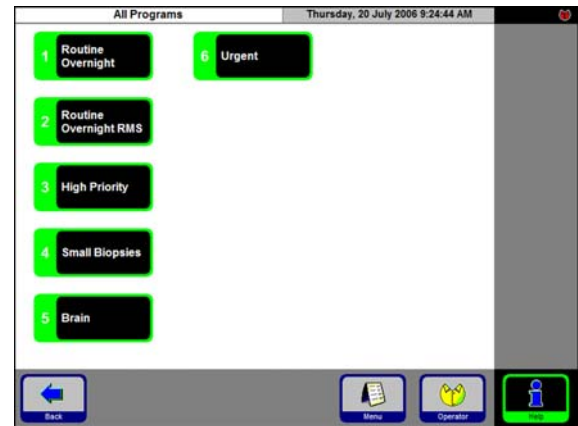 All Programs
Thursday, 20 July 2006 9:24:44 AM
1 Routine
Overnight
6 Urgent
2 Routine
Overnight RMS
3 High Priority
4 Small Biopsies
5 Brain
Back
Menu
Operator
Help